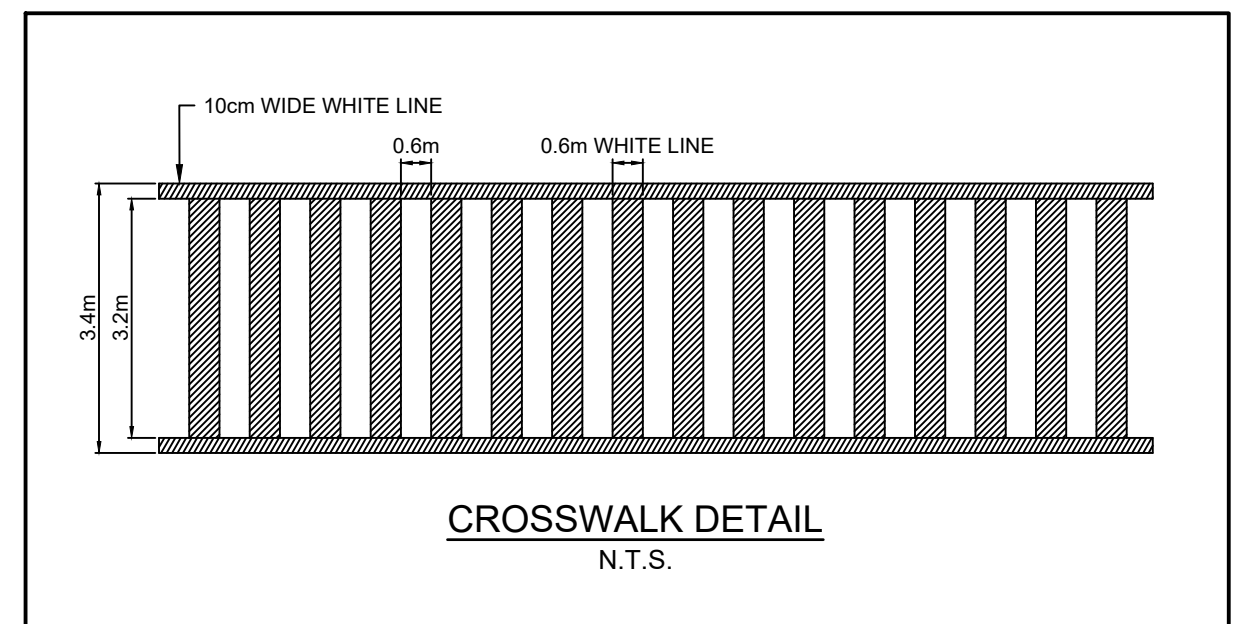 10cm WIDE WHITE LINE
0.6m
0.6m WHITE LINE
3.4m
3.2m
CROSSWALK DETAIL
N.T.S.